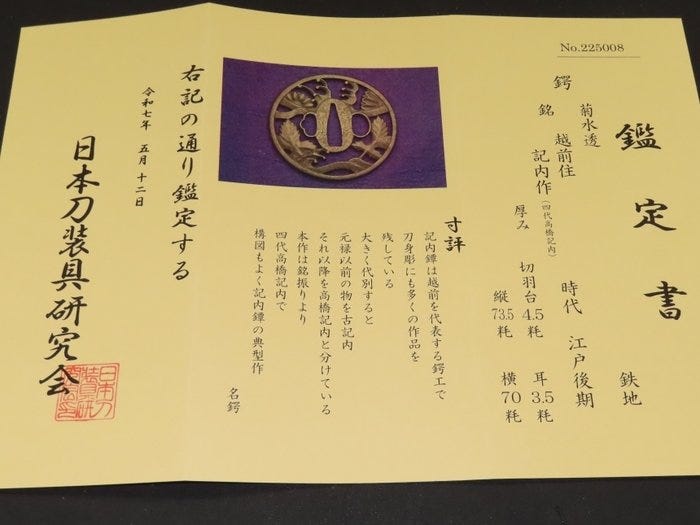 No.225008
鑑定書
鍔 菊水透 鉄地
銘 越前住
記内作(四代高橋記内) 時代 江戸後期
厚み 切羽台 4.5 粍 耳 3.5 粍
縦 73.5 粍 横 70 粍
寸評
記内鐔は越前を代表する鍔工で
刀身彫にも多くの作品を
残している
大きく代別すると
元禄以前の物を古記内
それ以降を高橋記内と分けている
本作は銘振りより
四代高橋記内で
構図もよく記内鐔の典型作
名鍔
右記の通り鑑定する
令和七年 五月十二日
日本刀装具研究会